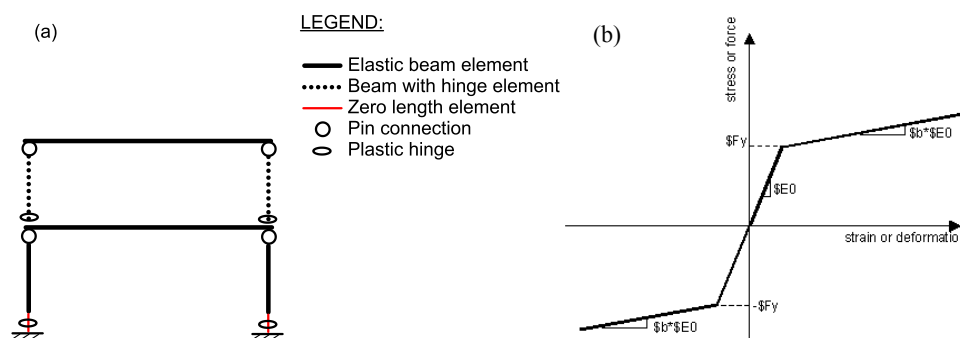 (a)
LEGEND:
Elastic beam element
Beam with hinge element
Zero length element
Pin connection
Plastic hinge
(b)
stress or force
$Fy
$b*$E0
$E0
strain or deformatio
-$Fy
$b*$E0